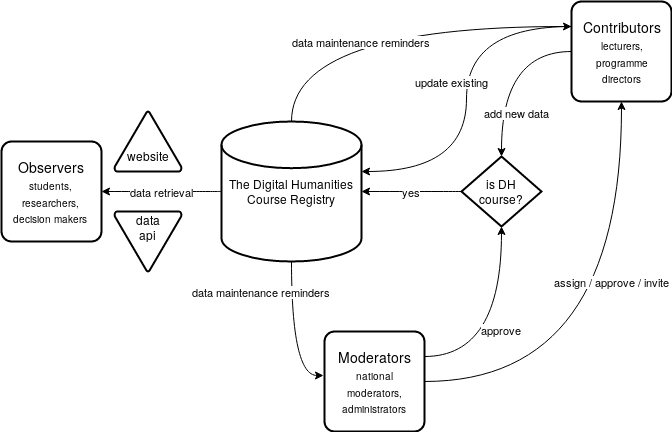 Contributors
lecturers,
programme
directors
data maintenance reminders
update existing
add new data
website
Observers
students,
researchers,
decision makers
data retrieval
data
api
The Digital Humanities
Course Registry
yes
is DH
course?
data maintenance reminders
assign / approve / invite
approve
Moderators
national
moderators,
administrators